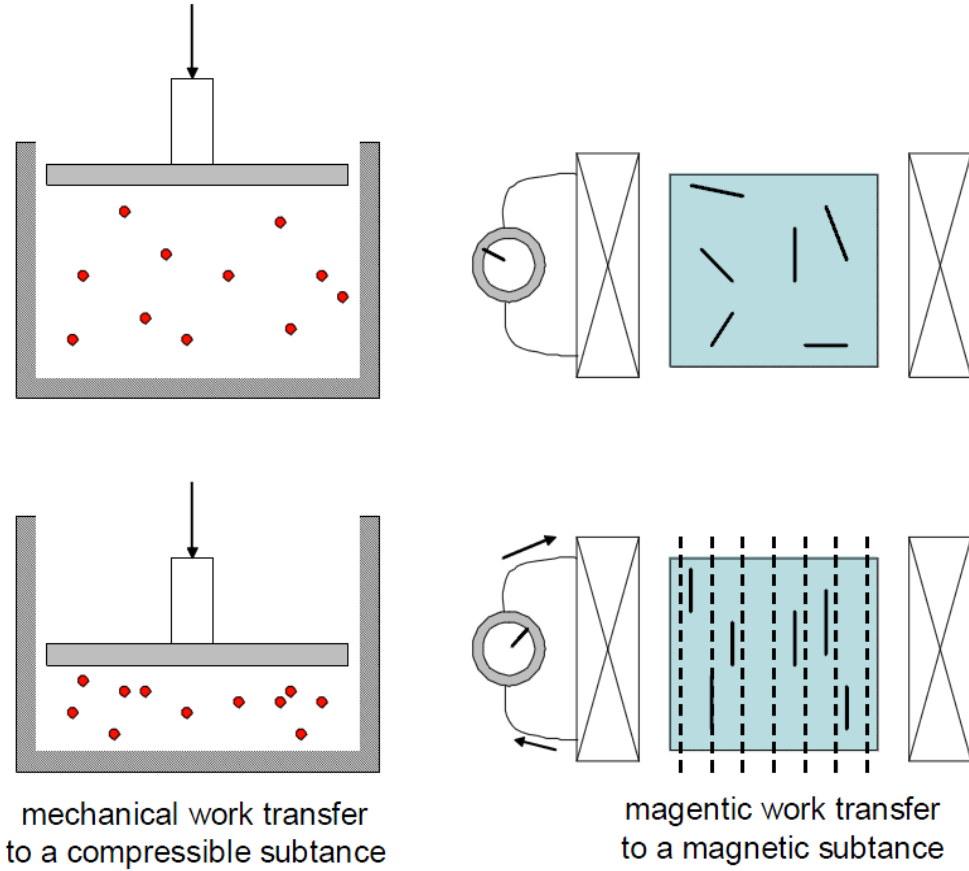 mechanical work transfer
to a compressible subtance
magentic work transfer
to a magnetic subtance